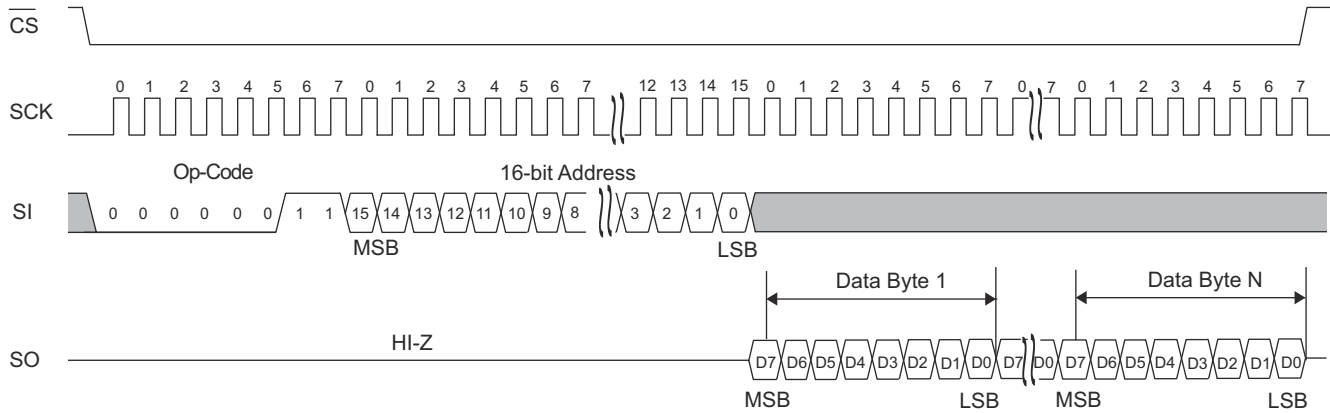 CS
0 1 2 3 4 5 6 7 0 1 2 3 4 5 6 7 12 13 14 15 0 1 2 3 4 5 6 7 0 7 0 1 2 3 4 5 6 7
SCK
Op-Code 16-bit Address
SI 0 0 0 0 0 0 1 1 15 14 13 12 11 10 9 8 3 2 1 0
MSB LSB
Data Byte 1 Data Byte N
HI-Z
SO D7 D6 D5 D4 D3 D2 D1 D0 D7 D0 D7 D6 D5 D4 D3 D2 D1 D0
MSB LSB MSB LSB